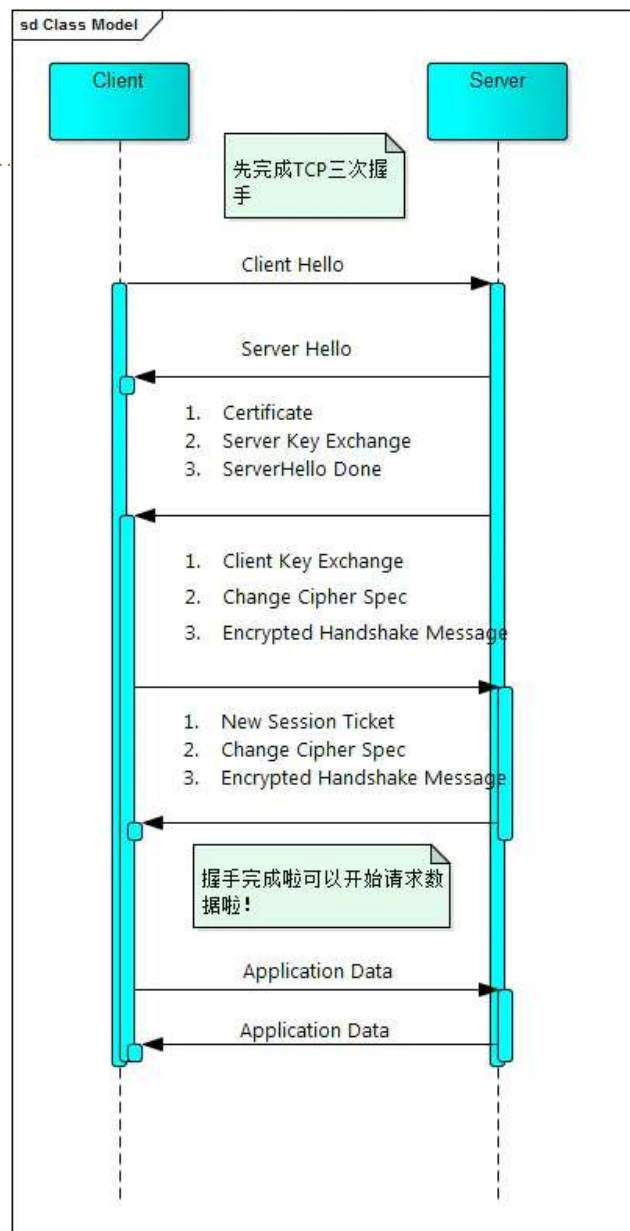 sd Class Model
Client
Server
先完成TCP三次握
手
Client Hello
Server Hello
1. Certificate
2. Server Key Exchange
3. ServerHello Done
1. Client Key Exchange
2. Change Cipher Spec
3. Encrypted Handshake Message
1. New Session Ticket
2. Change Cipher Spec
3. Encrypted Handshake Message
握手完成啦可以开始请求数
据啦！
Application Data
Application Data